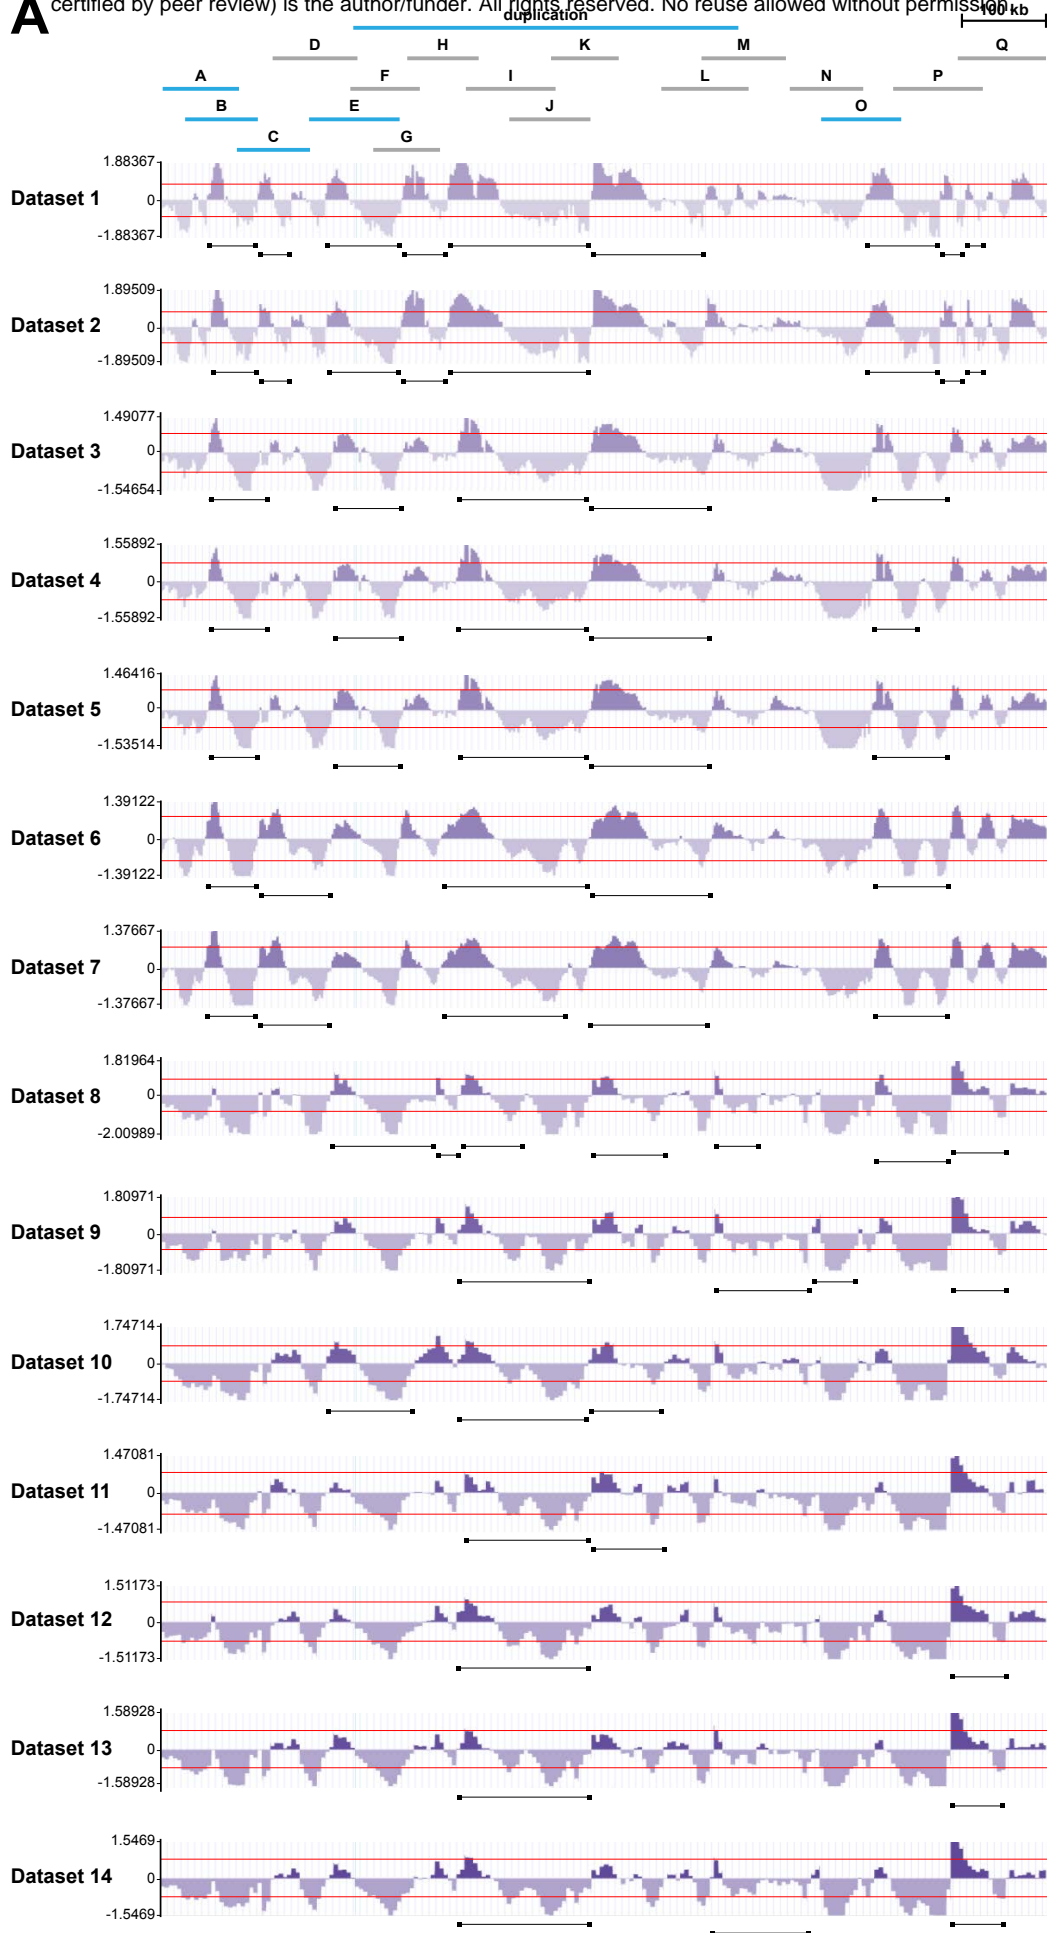 A certified by peer review) is the author/funder. All rights reserved. No reuse allowed without permission.
duplication 100 kb
D H K M Q
A F I L N P
B E J O
C G
1.88367
Dataset 1 0
-1.88367
1.89509
Dataset 2 0
-1.89509
1.49077
Dataset 3 0
-1.54654
1.55892
Dataset 4 0
-1.55892
1.46416
Dataset 5 0
-1.53514
1.39122
Dataset 6 0
-1.39122
1.37667
Dataset 7 0
-1.37667
1.81964
Dataset 8 0
-2.00989
1.80971
Dataset 9 0
-1.80971
1.74714
Dataset 10 0
-1.74714
1.47081
Dataset 11 0
-1.47081
1.51173
Dataset 12 0
-1.51173
1.58928
Dataset 13 0
-1.58928
1.5469
Dataset 14 0
-1.5469